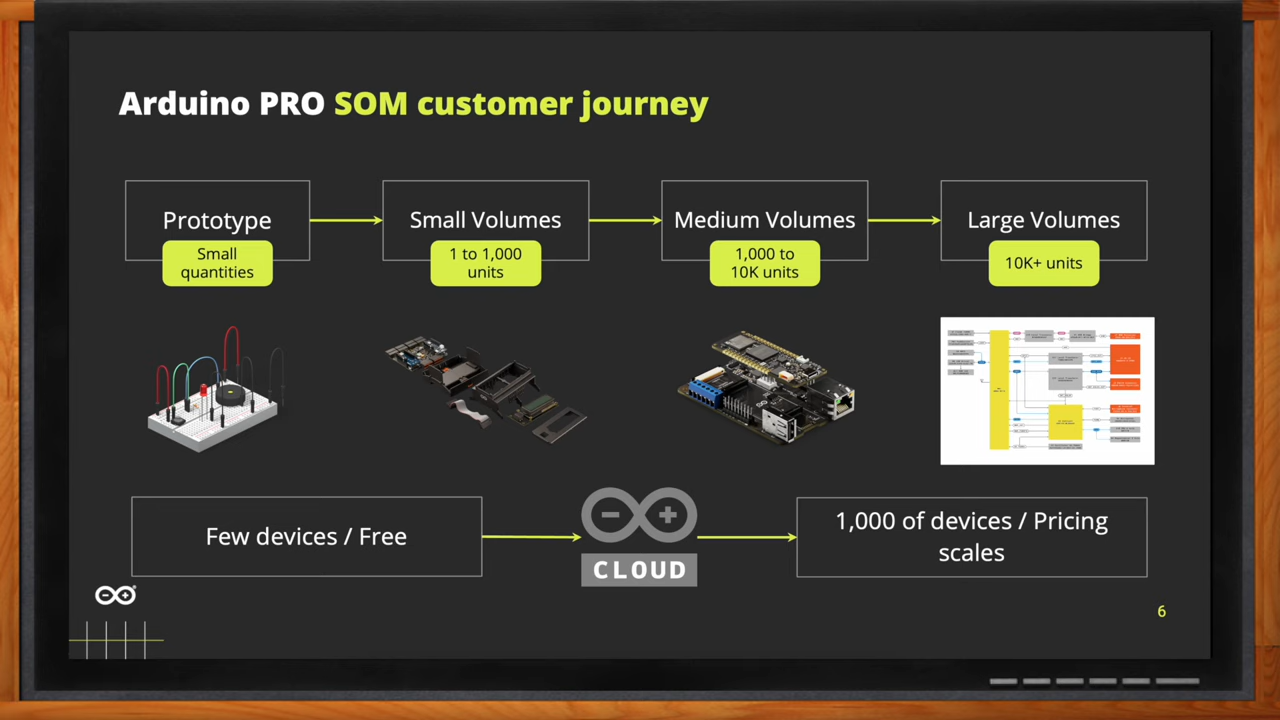 Arduino PRO SOM customer journey
Prototype
Small
quantities
Small Volumes
1 to 1,000
units
Medium Volumes
1,000 to
10K units
Large Volumes
10K+ units
Few devices / Free
CLOUD
1,000 of devices / Pricing
scales
6